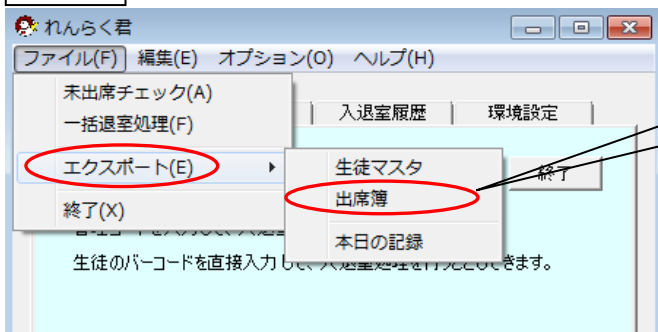 れんらく君
ファイル(F) 編集(E) オプション(O) ヘルプ(H)
未出席チェック(A)
一括退室処理(F)
入退室履歴 環境設定
エクスポート(E)
生徒マスタ
終了
出席簿
終了(X)
本日の記録
生徒のバーコードを直接入力して、入退室処理を行うこともできます。